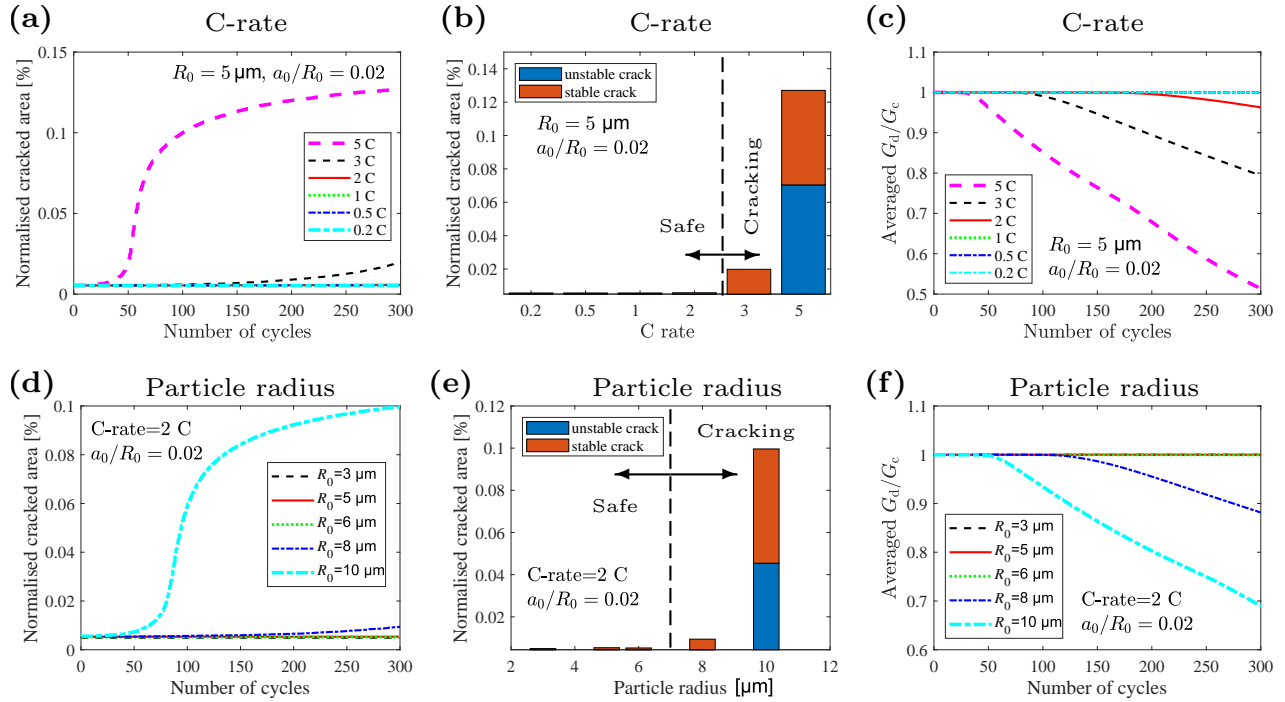 (a)
C-rate
Normalised cracked area [%]
0.15
0.1
0.05
0
R₀ = 5 µm, a₀/R₀ = 0.02
5 C
3 C
2 C
1 C
0.5 C
0.2 C
0 50 100 150 200 250 300
Number of cycles
(b)
C-rate
Normalised cracked area [%]
0.14
0.12
0.10
0.08
0.06
0.04
0.02
unstable crack
stable crack
R₀ = 5 µm
a₀/R₀ = 0.02
Safe
Cracking
0.2 0.5 1 2 3 5
C rate
(c)
C-rate
Averaged G_d/G_c
1.1
1
0.9
0.8
0.7
0.6
0.5
5 C
3 C
2 C
1 C
0.5 C
0.2 C
R₀ = 5 µm
a₀/R₀ = 0.02
0 50 100 150 200 250 300
Number of cycles
(d)
Particle radius
Normalised cracked area [%]
0.1
0.08
0.06
0.04
0.02
0
C-rate=2 C
a₀/R₀ = 0.02
R₀=3 µm
R₀=5 µm
R₀=6 µm
R₀=8 µm
R₀=10 µm
0 50 100 150 200 250 300
Number of cycles
(e)
Particle radius
Normalised cracked area [%]
0.12
0.10
0.08
0.06
0.04
0.02
unstable crack
stable crack
Cracking
Safe
C-rate=2 C
a₀/R₀ = 0.02
2 4 6 8 10 12
Particle radius [µm]
(f)
Particle radius
Averaged G_d/G_c
1.1
1
0.9
0.8
0.7
0.6
R₀=3 µm
R₀=5 µm
R₀=6 µm
R₀=8 µm
R₀=10 µm
C-rate=2 C
a₀/R₀ = 0.02
0 50 100 150 200 250 300
Number of cycles